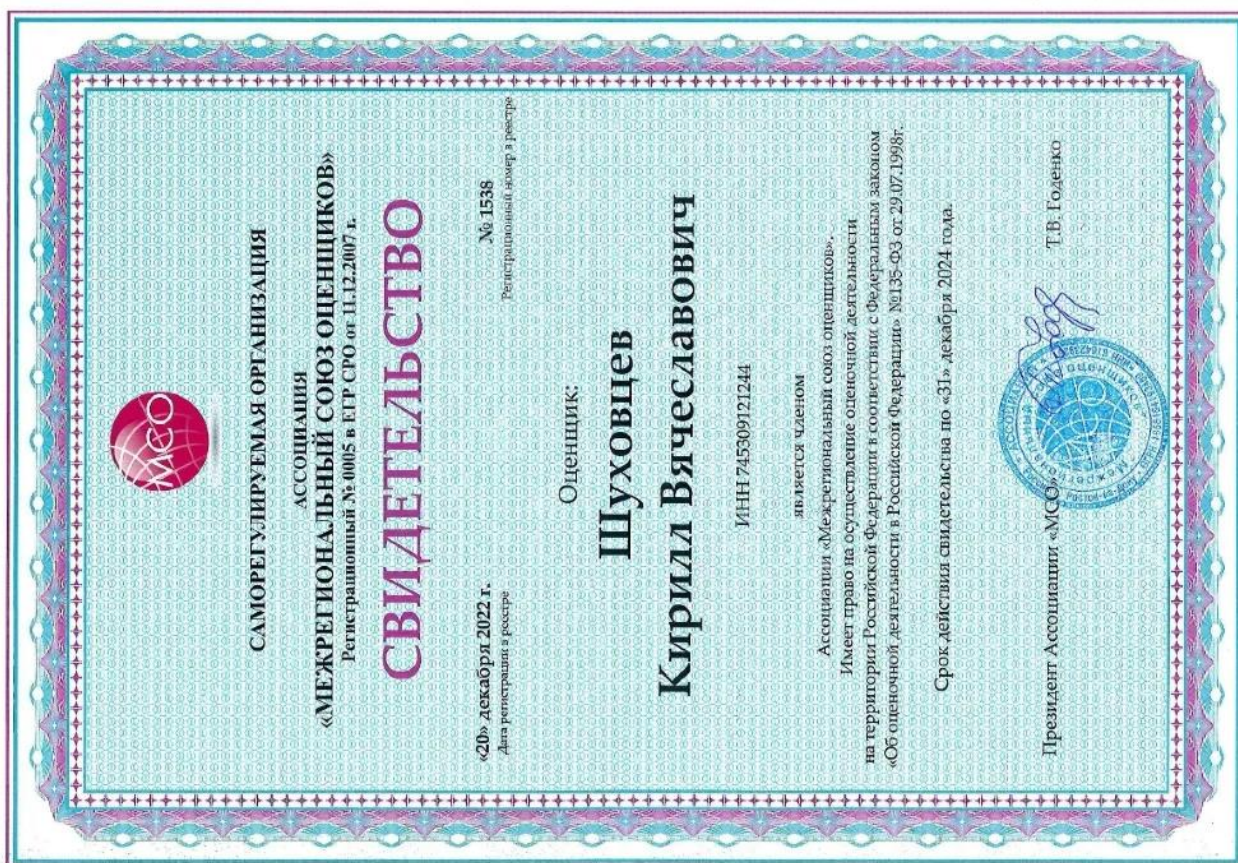 МСО
САМОРЕГУЛИРУЕМАЯ ОРГАНИЗАЦИЯ
АССОЦИАЦИЯ
«МЕЖРЕГИОНАЛЬНЫЙ СОЮЗ ОЦЕНЩИКОВ»
Регистрационный № 0005 в ЕГР СРО от 11.12.2007 г.
СВИДЕТЕЛЬСТВО
«20» декабря 2022 г. № 1538
Дата регистрации в реестре Регистрационный номер в реестре
Оценщик:
Шуховцев
Кирилл Вячеславович
ИНН 745309121244
является членом
Ассоциации «Межрегиональный союз оценщиков».
Имеет право на осуществление оценочной деятельности
на территории Российской Федерации в соответствии с Федеральным законом
«Об оценочной деятельности в Российской Федерации» №135-ФЗ от 29.07.1998г.
Срок действия свидетельства по «31» декабря 2024 года.
Президент Ассоциации «МСО» Т.В. Годенко